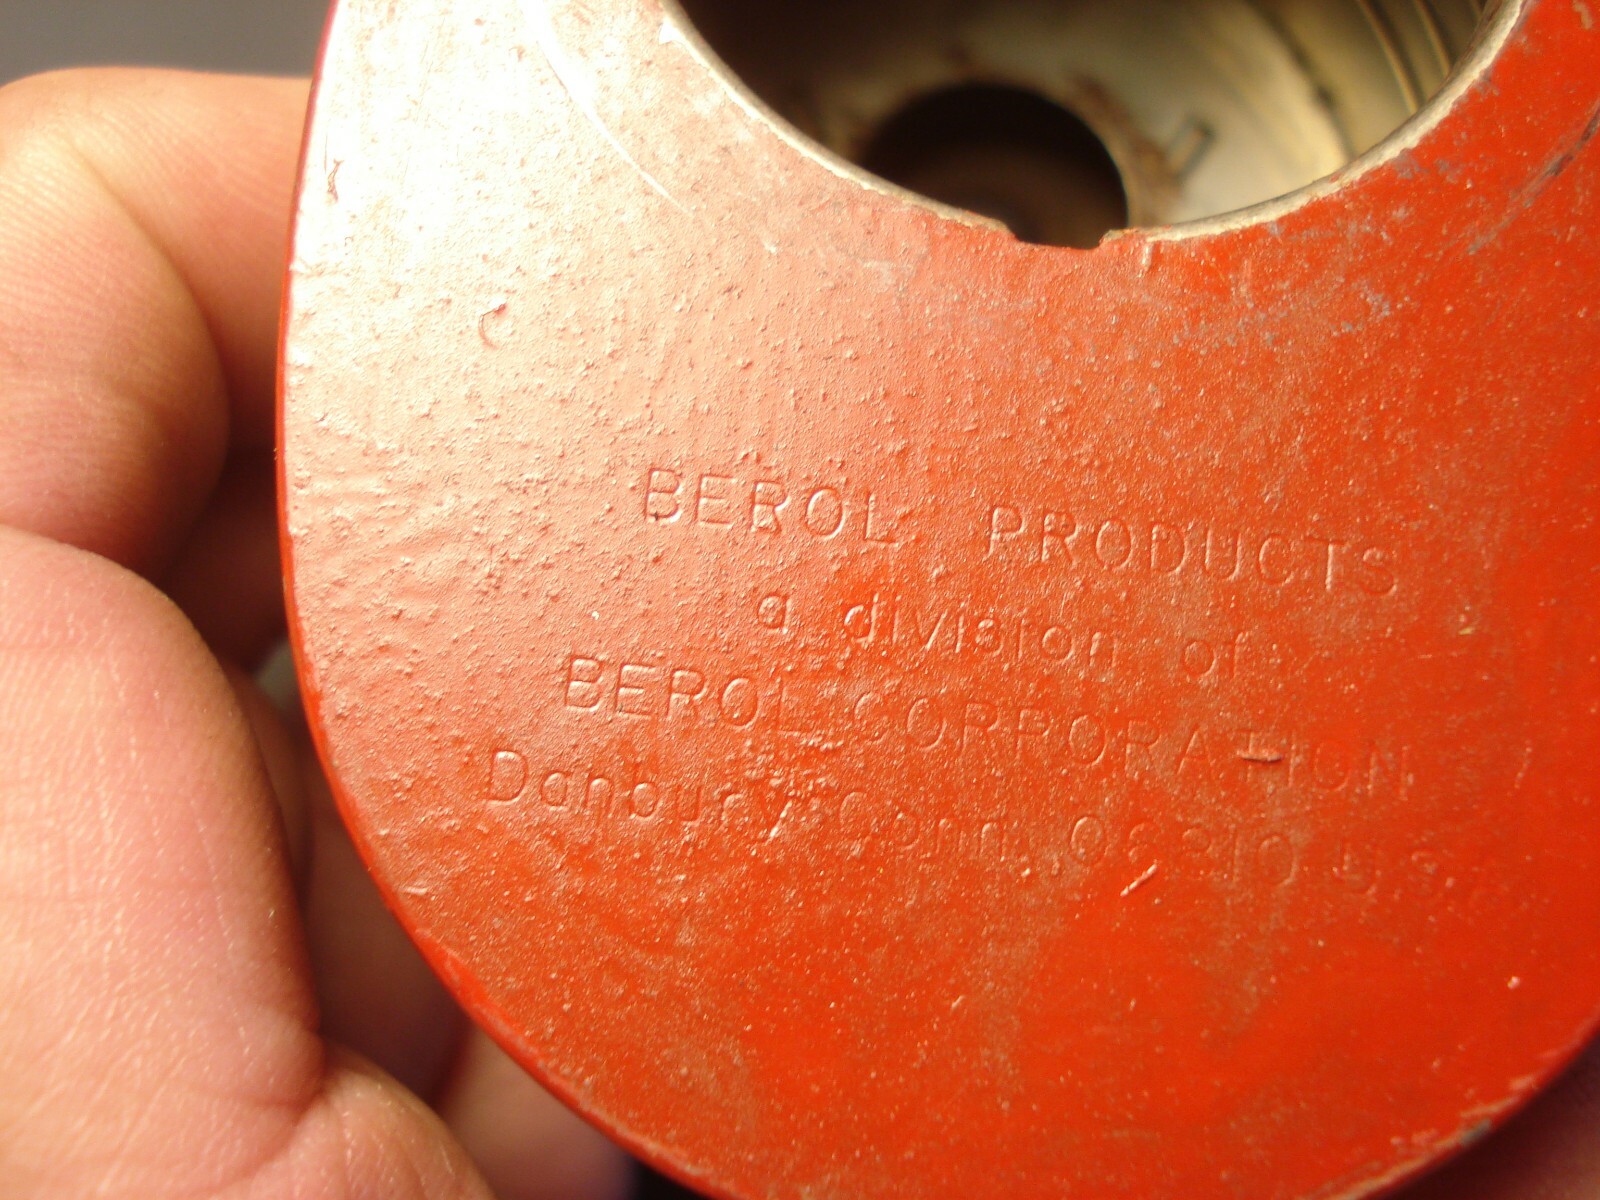 BEROL PRODUCTS
a division of
BEROL CORPORATION
Danbury, Conn. 06810 U.S.